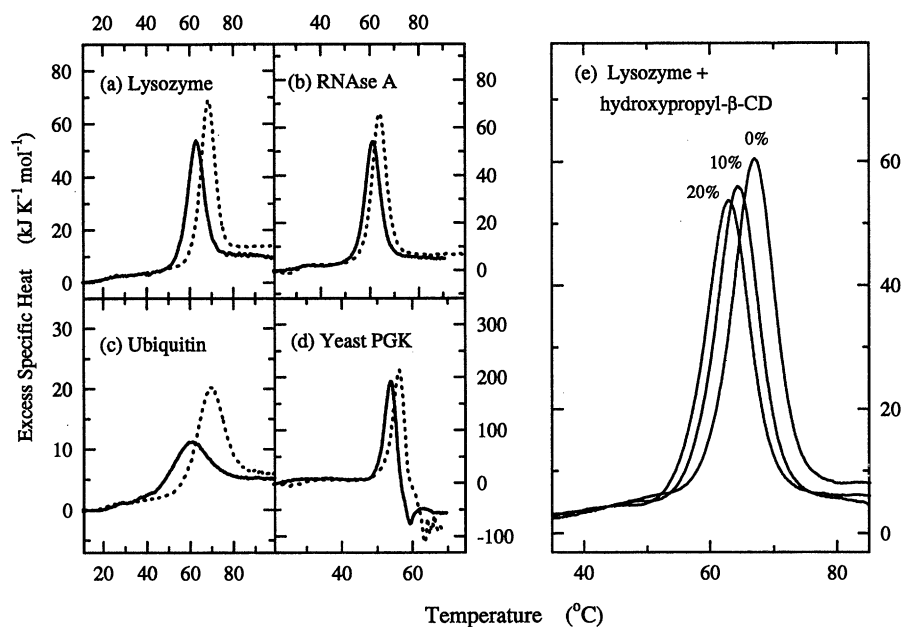 20 40 60 80 20 40 60 80
Excess Specific Heat (kJ K⁻¹ mol⁻¹)
80
60
40
20
0
(a) Lysozyme
(b) RNAse A
80
60
40
20
0
30
20
10
0
(c) Ubiquitin
(d) Yeast PGK
300
200
100
0
-100
20 40 60 80 40 60
(e) Lysozyme +
hydroxypropyl-β-CD
0%
10%
20%
60
40
20
0
40 60 80
Temperature (°C)